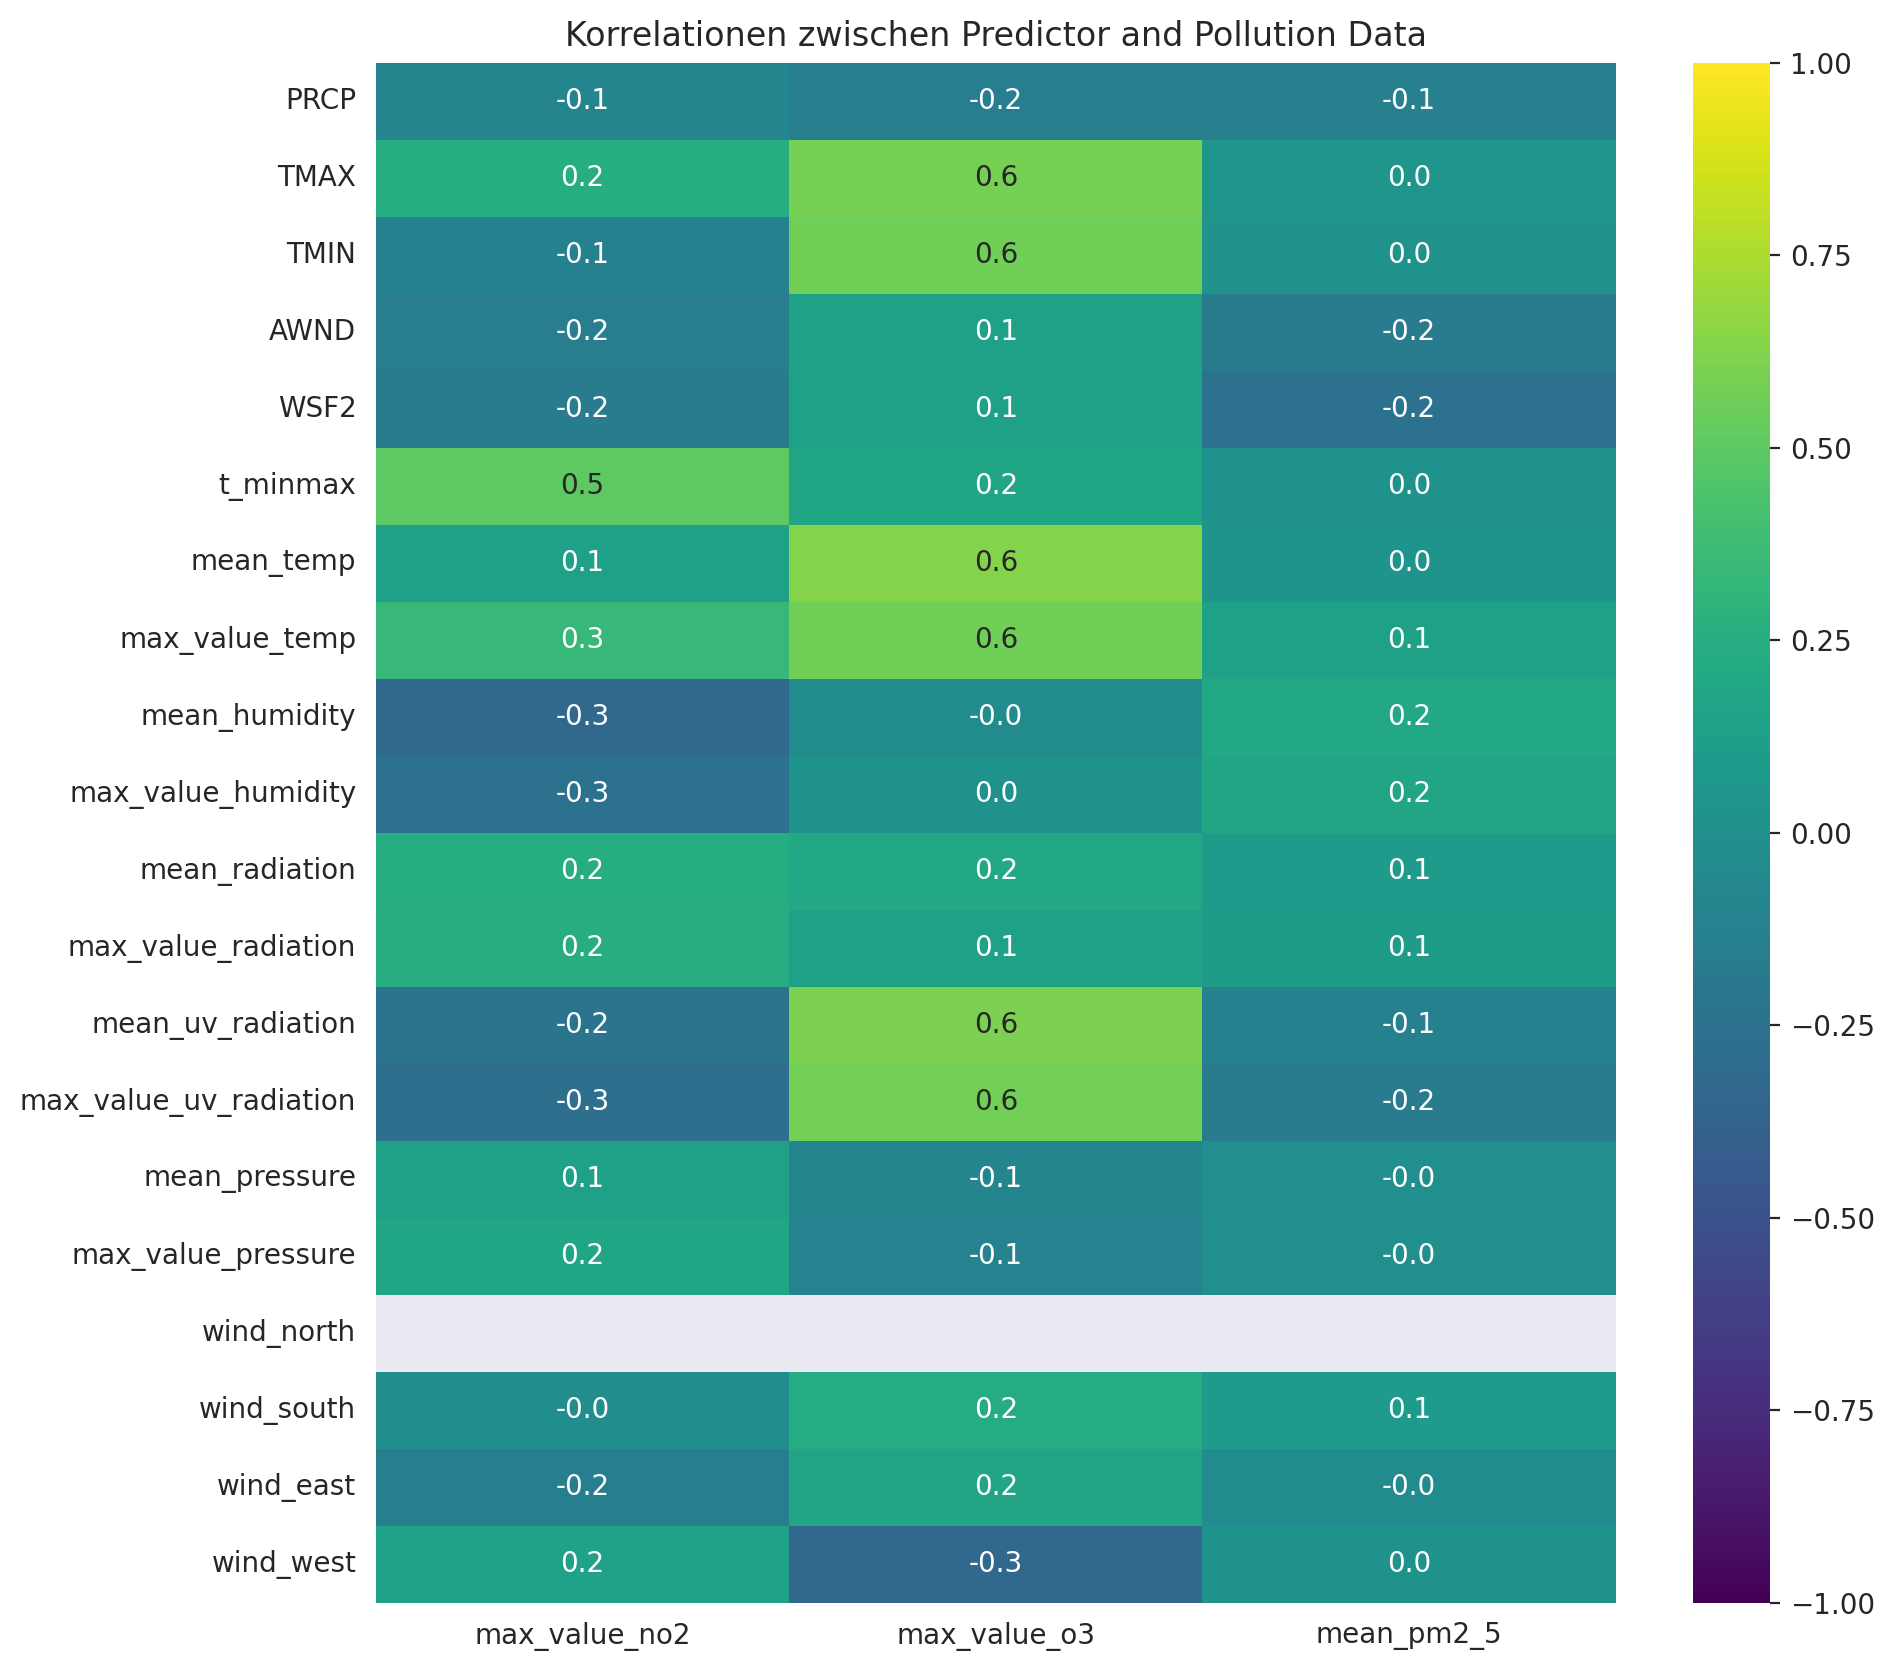 Korrelationen zwischen Predictor and Pollution Data
PRCP -0.1 -0.2 -0.1
TMAX 0.2 0.6 0.0
TMIN -0.1 0.6 0.0
AWND -0.2 0.1 -0.2
WSF2 -0.2 0.1 -0.2
t_minmax 0.5 0.2 0.0
mean_temp 0.1 0.6 0.0
max_value_temp 0.3 0.6 0.1
mean_humidity -0.3 -0.0 0.2
max_value_humidity -0.3 0.0 0.2
mean_radiation 0.2 0.2 0.1
max_value_radiation 0.2 0.1 0.1
mean_uv_radiation -0.2 0.6 -0.1
max_value_uv_radiation -0.3 0.6 -0.2
mean_pressure 0.1 -0.1 -0.0
max_value_pressure 0.2 -0.1 -0.0
wind_north
wind_south -0.0 0.2 0.1
wind_east -0.2 0.2 -0.0
wind_west 0.2 -0.3 0.0
max_value_no2 max_value_o3 mean_pm2_5
1.00
0.75
0.50
0.25
0.00
−0.25
−0.50
−0.75
−1.00